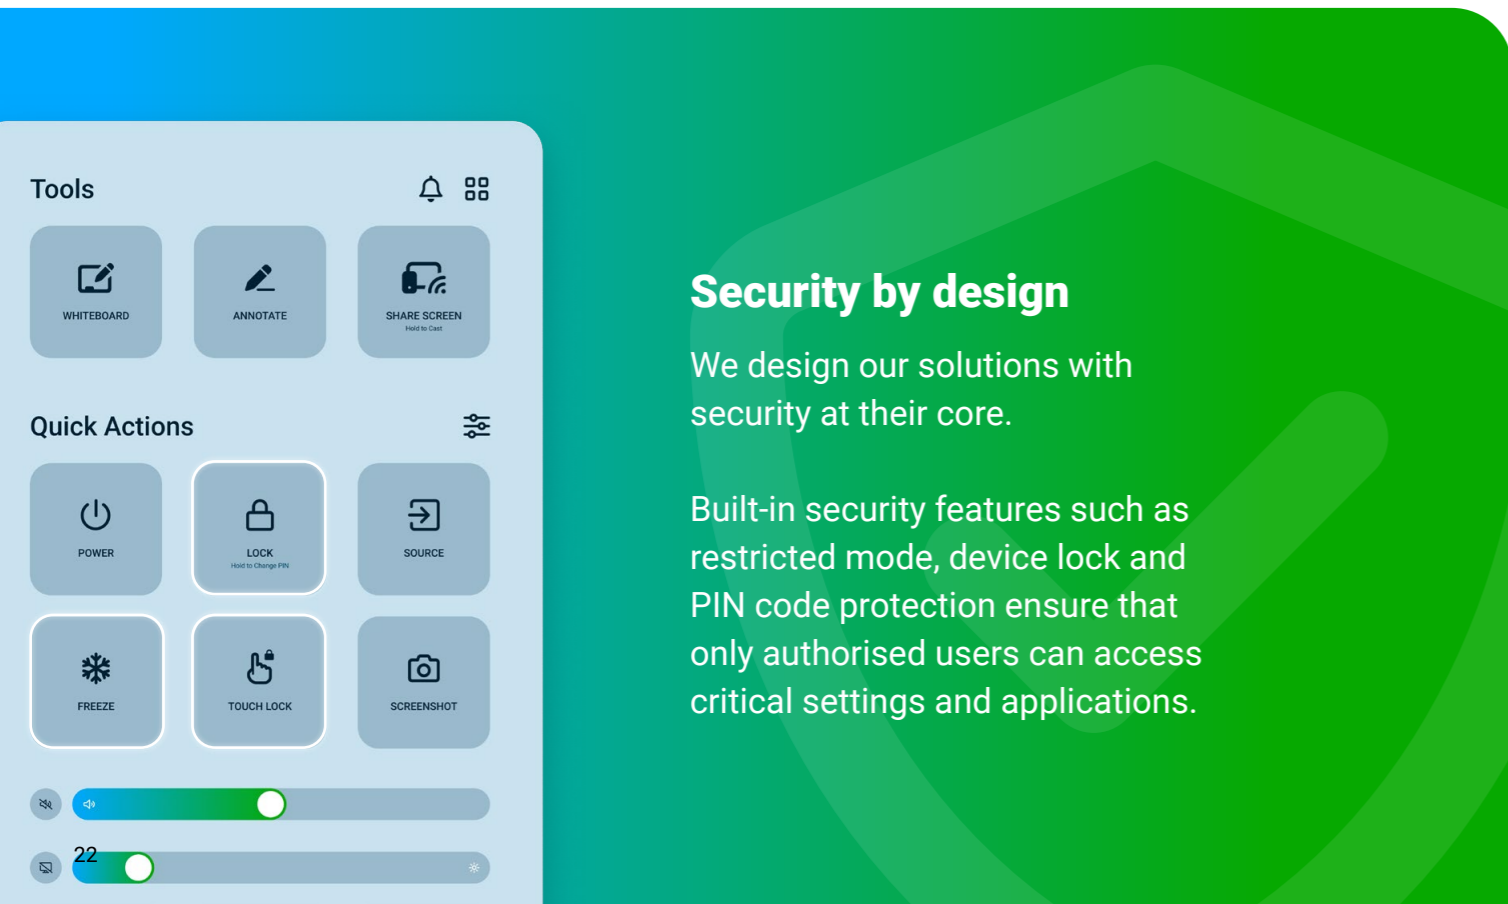 Tools
WHITEBOARD
ANNOTATE
SHARE SCREEN
Hold to Cast
Quick Actions
POWER
LOCK
Hold to Change PIN
SOURCE
FREEZE
TOUCH LOCK
SCREENSHOT
22
Security by design
We design our solutions with
security at their core.
Built-in security features such as
restricted mode, device lock and
PIN code protection ensure that
only authorised users can access
critical settings and applications.